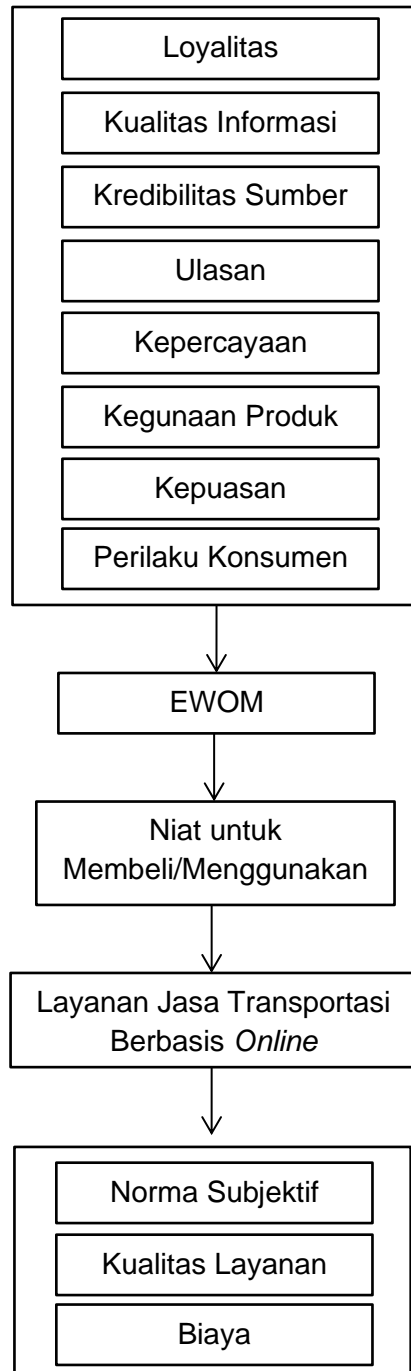 Loyalitas
Kualitas Informasi
Kredibilitas Sumber
Ulasan
Kepercayaan
Kegunaan Produk
Kepuasan
Perilaku Konsumen
EWOM
Niat untuk
Membeli/Menggunakan
Layanan Jasa Transportasi
Berbasis Online
Norma Subjektif
Kualitas Layanan
Biaya